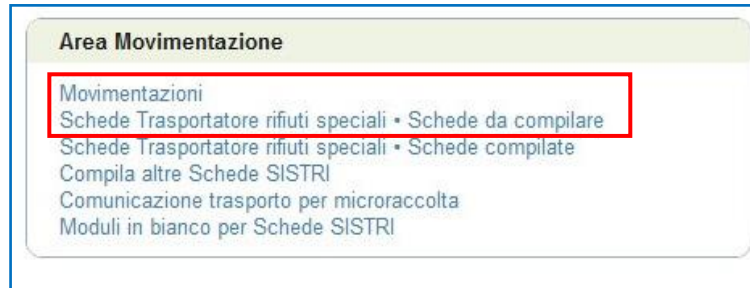 Area Movimentazione
Movimentazioni
Schede Trasportatore rifiuti speciali • Schede da compilare
Schede Trasportatore rifiuti speciali • Schede compilate
Compila altre Schede SISTRI
Comunicazione trasporto per microraccolta
Moduli in bianco per Schede SISTRI